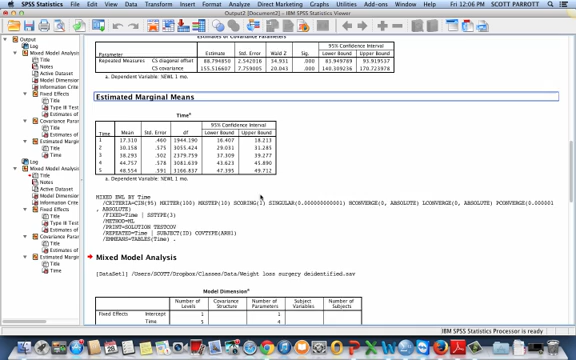 SPSS Statistics File Edit View Data Transform Insert Format Analyze Direct Marketing Graphs Utilities Add-ons Window Help Fri 12:06 PM SCOTT PARROTT
Output2 [Document2] - IBM SPSS Statistics Viewer
Output
Log
Mixed Model Analysis
Title
Notes
Active Dataset
Model Dimension
Information Criteri
Fixed Effects
Title
Type III Test
Estimates of
Covariance Param
Title
Estimates of
Estimated Marginal
Title
Time
Log
Mixed Model Analysis
Title
Notes
Active Dataset
Model Dimension
Information Criteri
Fixed Effects
Title
Type III Test
Estimates of
Covariance Param
Title
Estimates of
Estimated Marginal
Title
Time
Estimates of Covariance Parameters
95% Confidence Interval
Parameter Estimate Std. Error Wald Z Sig. Lower Bound Upper Bound
Repeated Measures CS diagonal offset 88.794850 2.542016 34.931 .000 83.949789 93.919537
CS covariance 155.516607 7.759005 20.043 .000 140.309236 170.723978
a. Dependent Variable: NEWL 1 mo.
Estimated Marginal Means
Time
95% Confidence Interval
Time Mean Std. Error df Lower Bound Upper Bound
1 17.310 .460 1944.190 16.407 18.213
2 30.158 .575 3055.424 29.031 31.285
3 38.293 .502 2379.759 37.309 39.277
4 44.757 .578 3081.639 43.623 45.890
5 48.554 .591 3166.837 47.395 49.712
a. Dependent Variable: NEWL 1 mo.
MIXED EWL BY Time
/CRITERIA=CIN(95) MXITER(100) MXSTEP(10) SCORING(1) SINGULAR(0.000000000001) HCONVERGE(0, ABSOLUTE) LCONVERGE(0, ABSOLUTE) PCONVERGE(0.000001
, ABSOLUTE)
/FIXED=Time | SSTYPE(3)
/METHOD=ML
/PRINT=SOLUTION TESTCOV
/REPEATED=Time | SUBJECT(ID) COVTYPE(ARH1)
/EMMEANS=TABLES(Time) .
Mixed Model Analysis
[DataSet1] /Users/SCOTT/Dropbox/Classes/Data/Weight loss surgery deidentified.sav
Model Dimension
Number of Levels Covariance Structure Number of Parameters Subject Variables Number of Subjects
Fixed Effects Intercept 1 1
Time 5 4
IBM SPSS Statistics Processor is ready